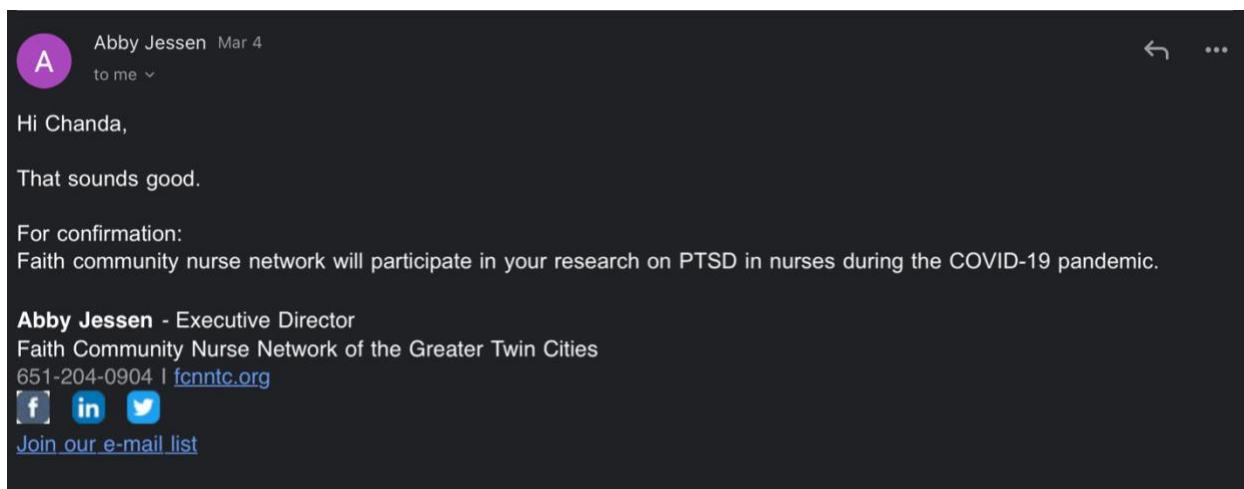 A
Abby Jessen Mar 4
to me
Hi Chanda,
That sounds good.
For confirmation:
Faith community nurse network will participate in your research on PTSD in nurses during the COVID-19 pandemic.
Abby Jessen - Executive Director
Faith Community Nurse Network of the Greater Twin Cities
651-204-0904 | fcnntc.org
f in
Join our e-mail list